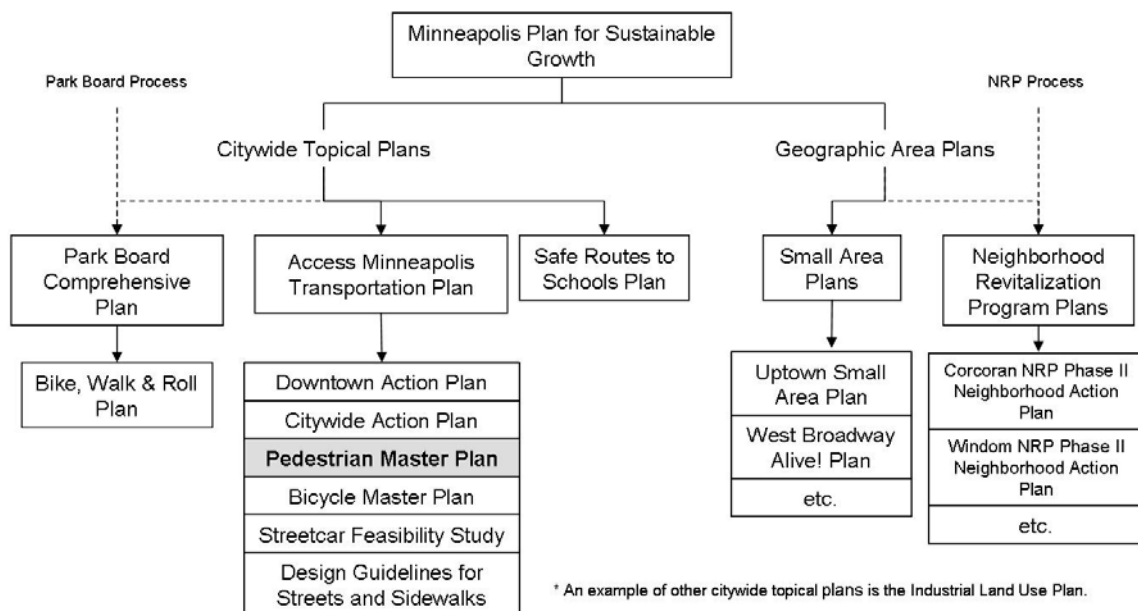 Minneapolis Plan for Sustainable
Growth
Park Board Process
NRP Process
Citywide Topical Plans
Geographic Area Plans
Park Board
Comprehensive
Plan
Access Minneapolis
Transportation Plan
Safe Routes to
Schools Plan
Small Area
Plans
Neighborhood
Revitalization
Program Plans
Bike, Walk & Roll
Plan
Downtown Action Plan
Citywide Action Plan
Pedestrian Master Plan
Bicycle Master Plan
Streetcar Feasibility Study
Design Guidelines for
Streets and Sidewalks
Uptown Small
Area Plan
West Broadway
Alive! Plan
etc.
Corcoran NRP Phase II
Neighborhood Action
Plan
Windom NRP Phase II
Neighborhood Action
Plan
etc.
* An example of other citywide topical plans is the Industrial Land Use Plan.